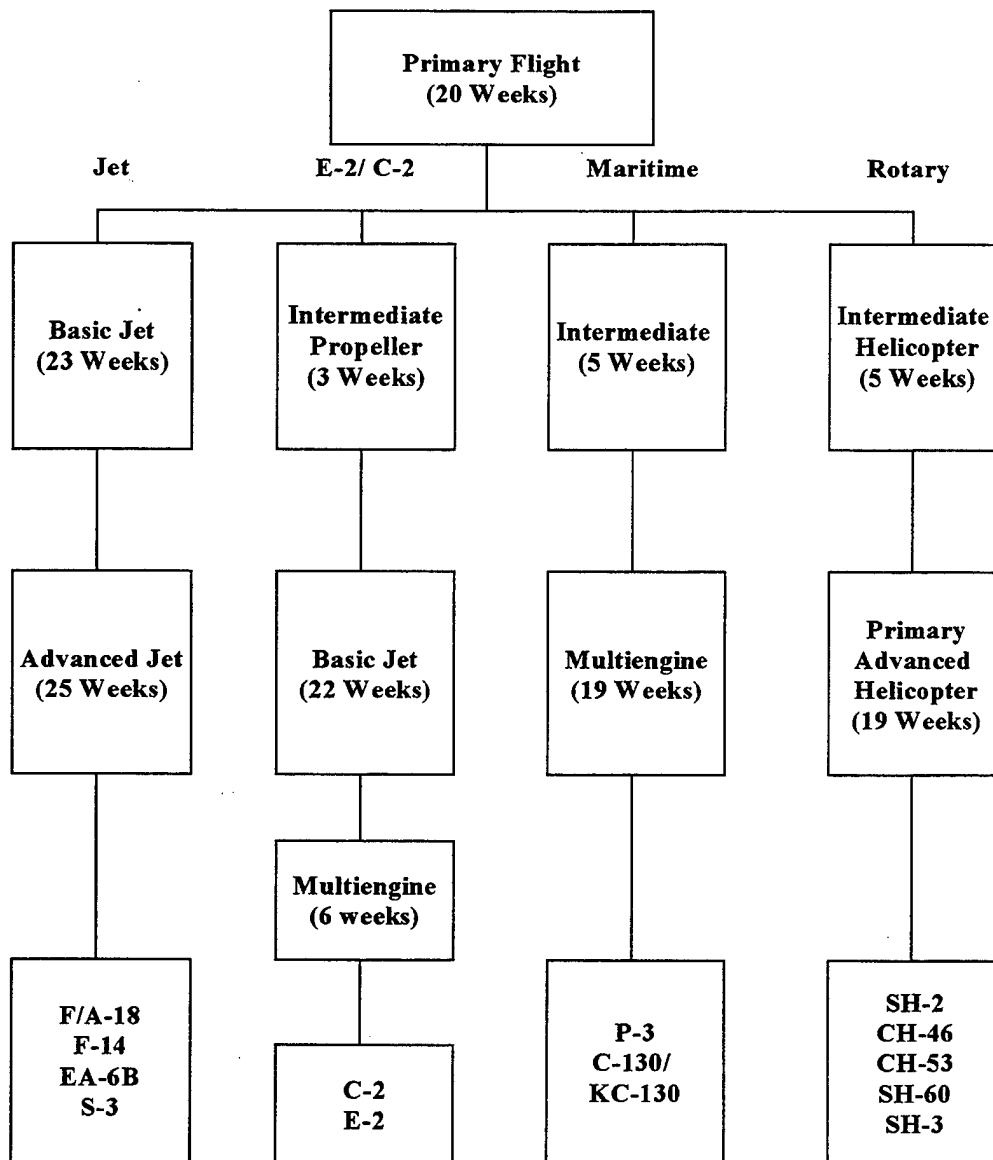 Primary Flight
(20 Weeks)
Jet
E-2/ C-2
Maritime
Rotary
Basic Jet
(23 Weeks)
Intermediate
Propeller
(3 Weeks)
Intermediate
(5 Weeks)
Intermediate
Helicopter
(5 Weeks)
Advanced Jet
(25 Weeks)
Basic Jet
(22 Weeks)
Multiengine
(19 Weeks)
Primary
Advanced
Helicopter
(19 Weeks)
Multiengine
(6 weeks)
F/A-18
F-14
EA-6B
S-3
C-2
E-2
P-3
C-130/
KC-130
SH-2
CH-46
CH-53
SH-60
SH-3